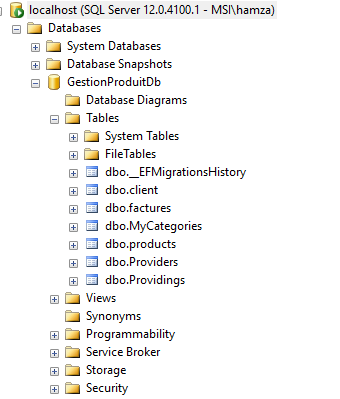 localhost (SQL Server 12.0.4100.1 - MSI\hamza)
Databases
System Databases
Database Snapshots
GestionProduitDb
Database Diagrams
Tables
System Tables
FileTables
dbo.__EFMigrationsHistory
dbo.client
dbo.factures
dbo.MyCategories
dbo.products
dbo.Providers
dbo.Providings
Views
Synonyms
Programmability
Service Broker
Storage
Security